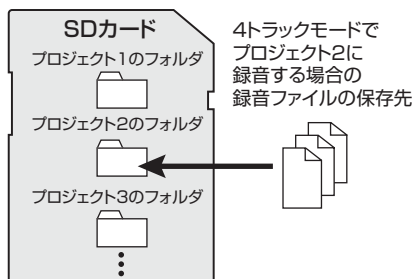 SDカード
プロジェクト1のフォルダ
プロジェクト2のフォルダ
プロジェクト3のフォルダ
4トラックモードで
プロジェクト2に
録音する場合の
録音ファイルの保存先